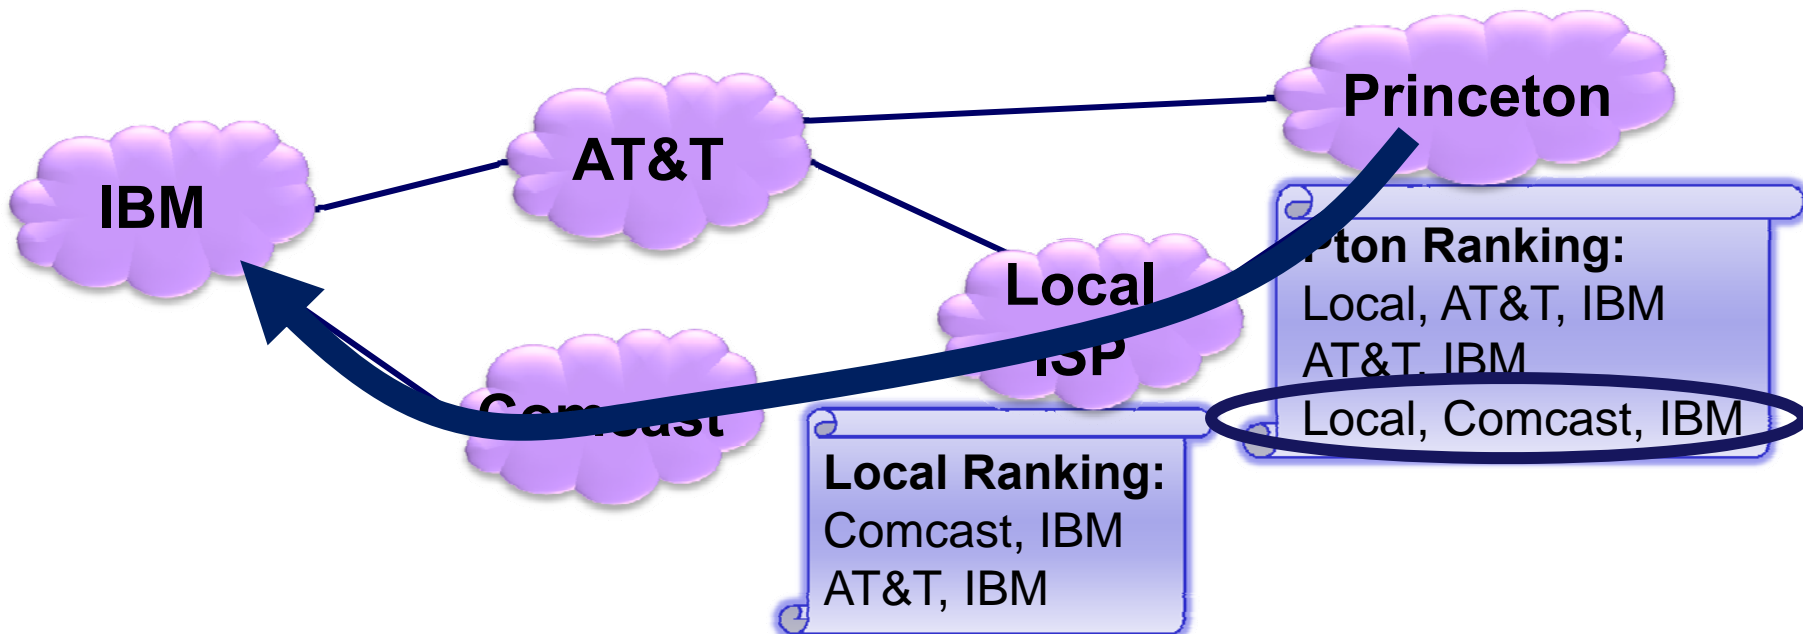 Princeton
AT&T
IBM
Pton Ranking:
Local, AT&T, IBM
AT&T, IBM
Local, Comcast, IBM
Local
ISP
Comcast
Local Ranking:
Comcast, IBM
AT&T, IBM